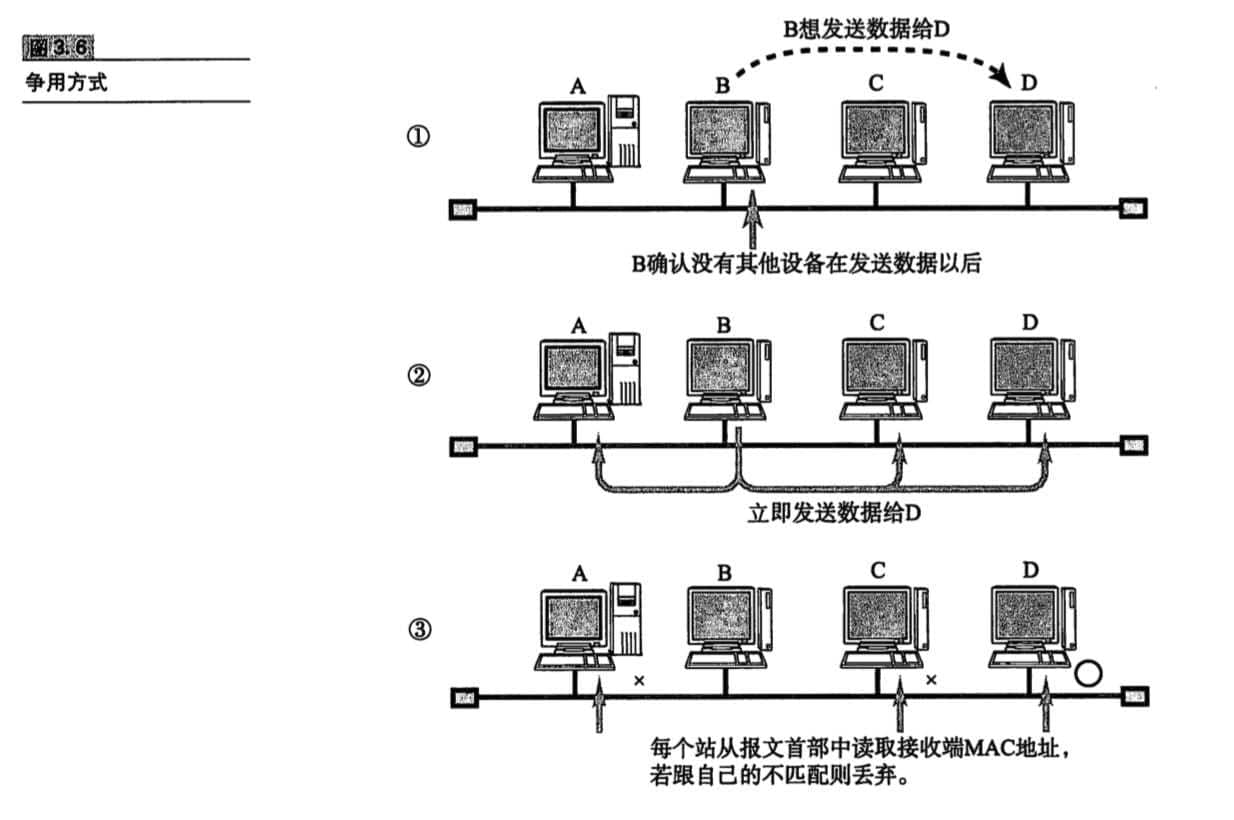 图3.6
争用方式
B想发送数据给D
A B C D
①
B确认没有其他设备在发送数据以后
A B C D
②
立即发送数据给D
A B C D
③
× × ○
每个站从报文首部中读取接收端MAC地址，
若跟自己的不匹配则丢弃。